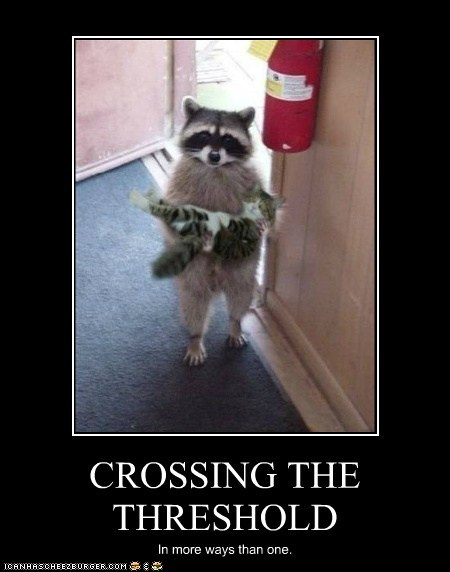 CROSSING THE
THRESHOLD
In more ways than one.
ICANHASCHEEZBURGER.COM